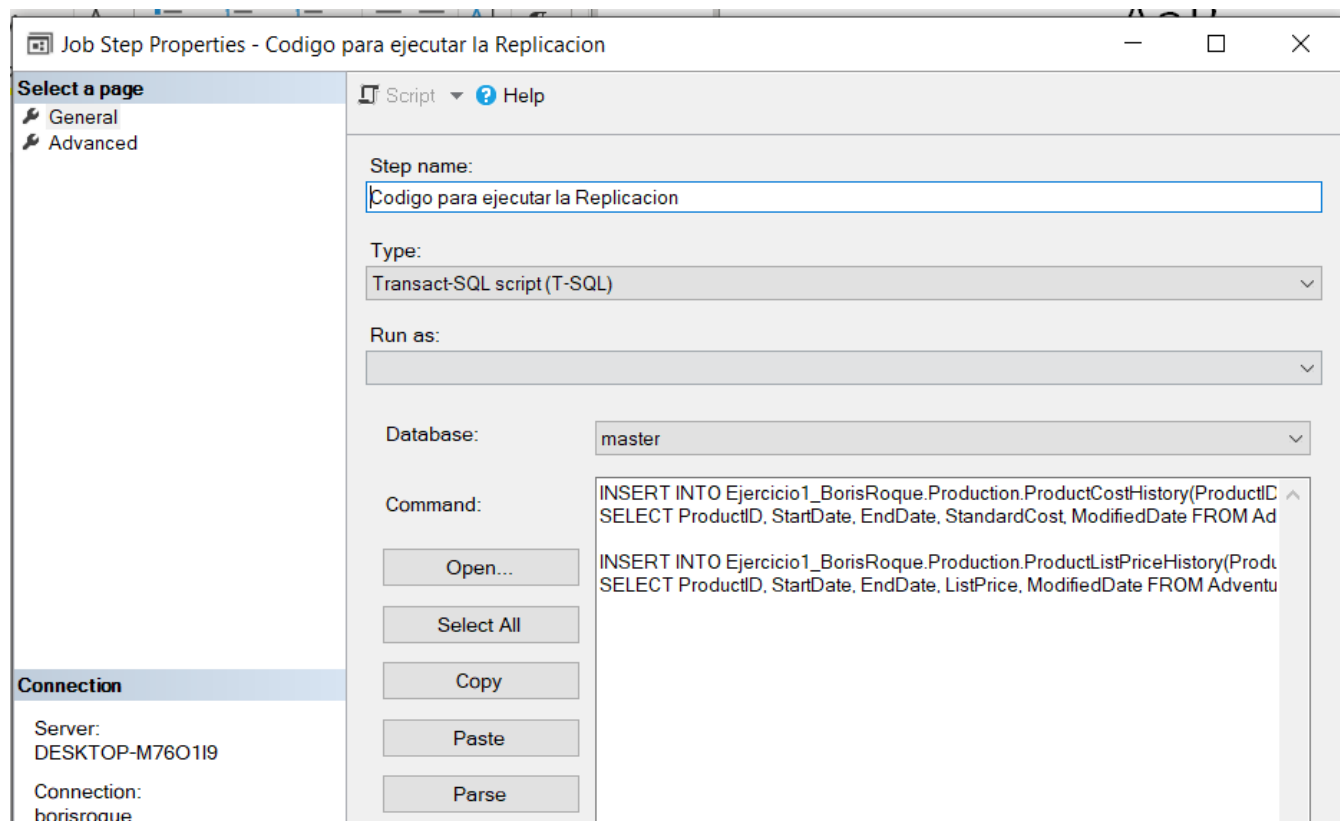 Job Step Properties - Codigo para ejecutar la Replicacion
Select a page
General
Advanced
Script
Help
Step name:
Codigo para ejecutar la Replicacion
Type:
Transact-SQL script (T-SQL)
Run as:
Database:
master
Command:
INSERT INTO Ejercicio1_BorisRoque.Production.ProductCostHistory(ProductID
SELECT ProductID, StartDate, EndDate, StandardCost, ModifiedDate FROM Ad
INSERT INTO Ejercicio1_BorisRoque.Production.ProductListPriceHistory(Produ
SELECT ProductID, StartDate, EndDate, ListPrice, ModifiedDate FROM Adventu
Open...
Select All
Copy
Paste
Parse
Connection
Server:
DESKTOP-M76O1I9
Connection:
borisroque